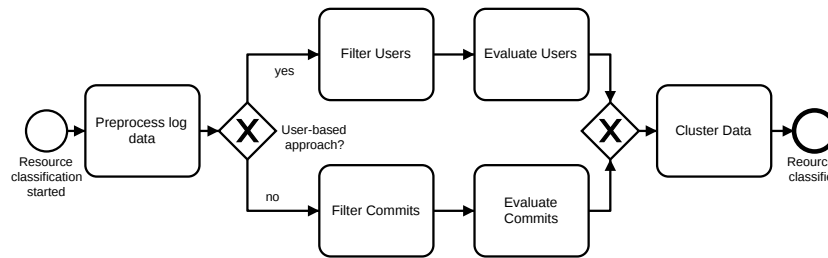 Resource
classification
started
Preprocess log
data
User-based
approach?
yes
no
Filter Users
Evaluate Users
Filter Commits
Evaluate
Commits
Cluster Data